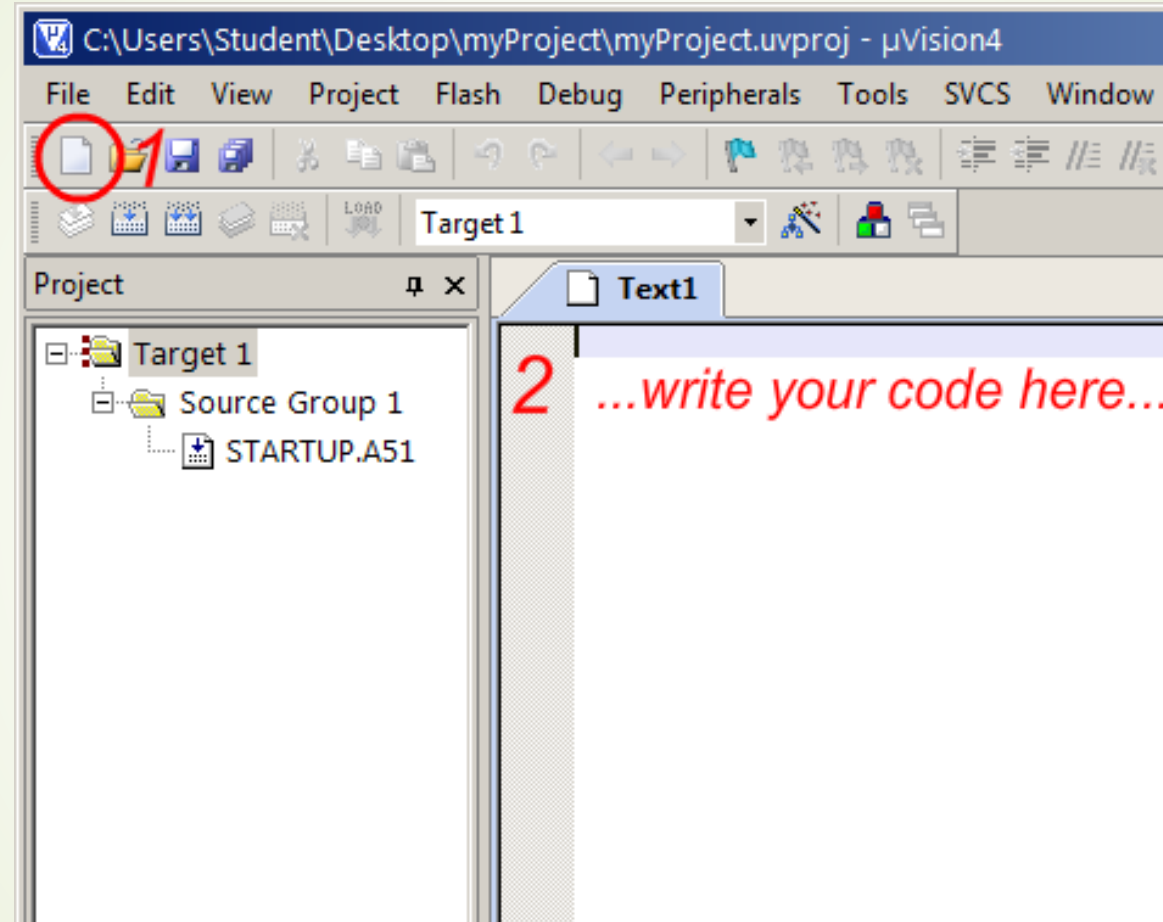 C:\Users\Student\Desktop\myProject\myProject.uvproj - µVision4
File Edit View Project Flash Debug Peripherals Tools SVCS Window
1
LOAD
Target 1
Project
Text1
Target 1
Source Group 1
STARTUP.A51
2 ...write your code here...